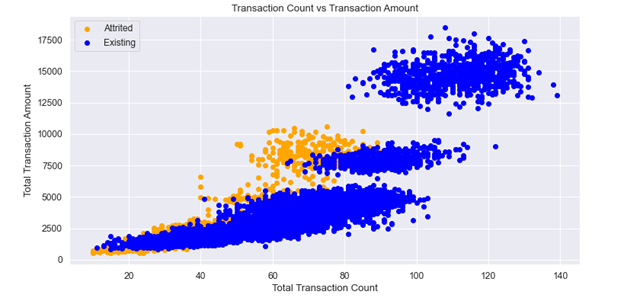 Transaction Count vs Transaction Amount
Attrited
Existing
17500
15000
12500
10000
7500
5000
2500
0
Total Transaction Amount
20 40 60 80 100 120 140
Total Transaction Count